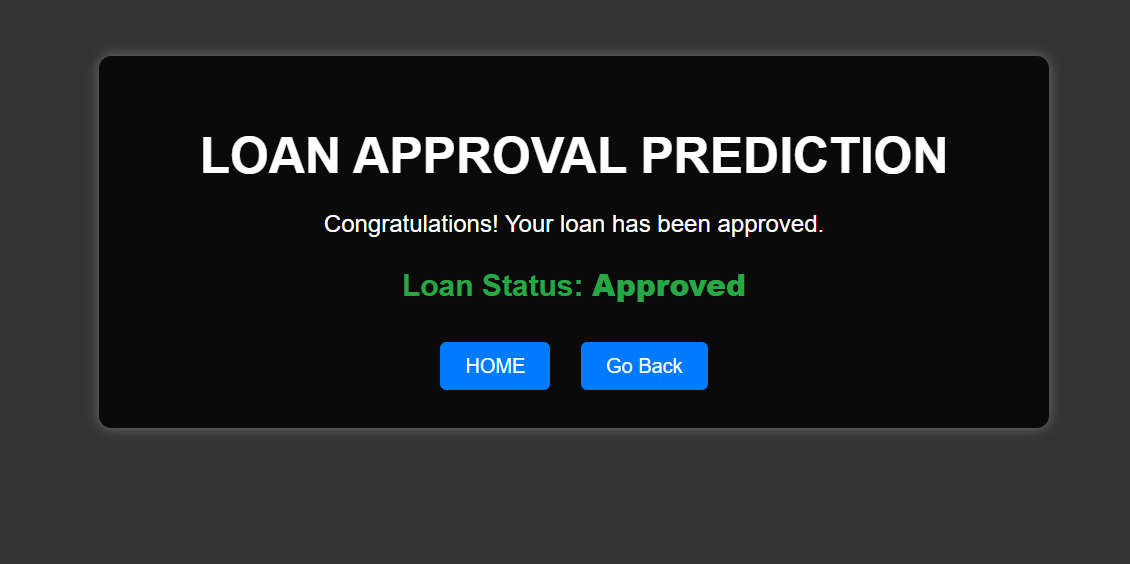 LOAN APPROVAL PREDICTION
Congratulations! Your loan has been approved.
Loan Status: Approved
HOME Go Back